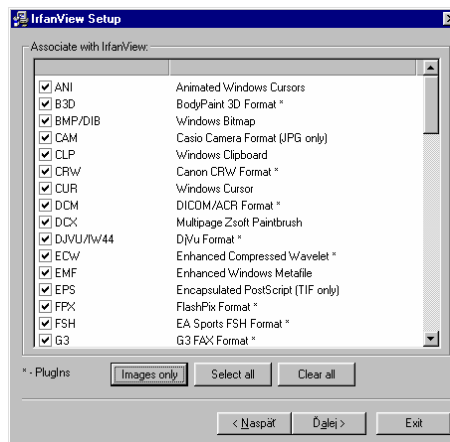 IrfanView Setup
Associate with IrfanView:
ANI Animated Windows Cursors
B3D BodyPaint 3D Format *
BMP/DIB Windows Bitmap
CAM Casio Camera Format (JPG only)
CLP Windows Clipboard
CRW Canon CRW Format *
CUR Windows Cursor
DCM DICOM/ACR Format *
DCX Multipage Zsoft Paintbrush
DJVU/IW44 DjVu Format *
ECW Enhanced Compressed Wavelet *
EMF Enhanced Windows Metafile
EPS Encapsulated PostScript (TIF only)
FPX FlashPix Format *
FSH EA Sports FSH Format *
G3 G3 FAX Format *
* - PlugIns Images only Select all Clear all
< Naspäť Ďalej > Exit